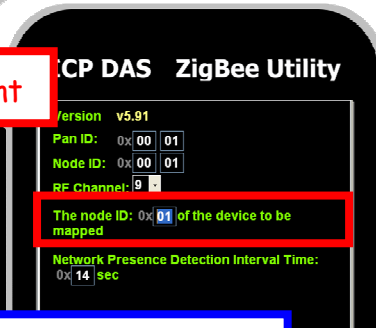 CP DAS ZigBee Utility
nt
Version v5.91
Pan ID: 0x 00 01
Node ID: 0x 00 01
RF Channel: 9
The node ID: 0x 01 of the device to be
mapped
Network Presence Detection Interval Time:
0x 14 sec